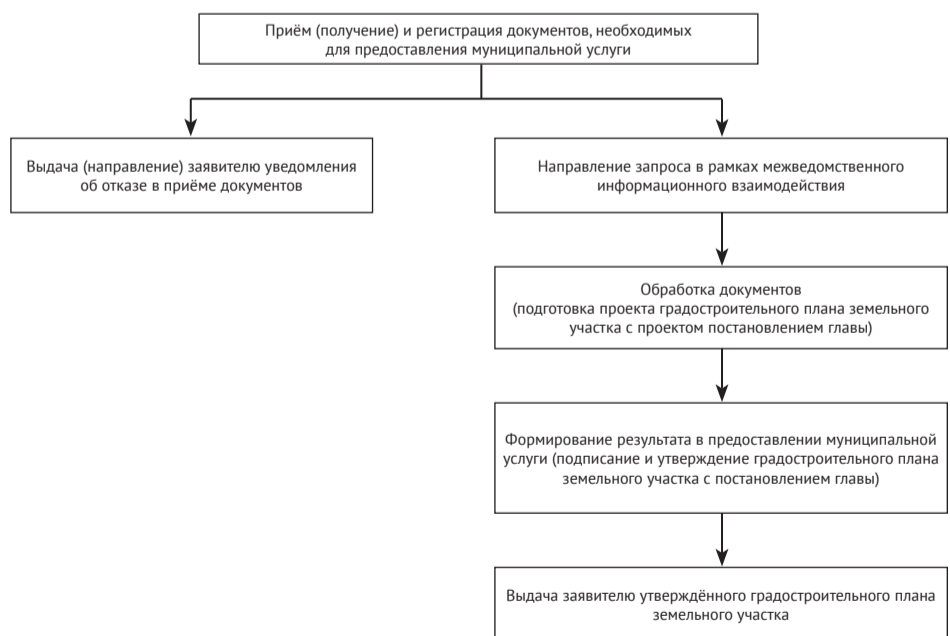 Приём (получение) и регистрация документов, необходимых
для предоставления муниципальной услуги
Выдача (направление) заявителю уведомления
об отказе в приёме документов
Направление запроса в рамках межведомственного
информационного взаимодействия
Обработка документов
(подготовка проекта градостроительного плана земельного
участка с проектом постановлением главы)
Формирование результата в предоставлении муниципальной
услуги (подписание и утверждение градостроительного плана
земельного участка с постановлением главы)
Выдача заявителю утверждённого градостроительного плана
земельного участка